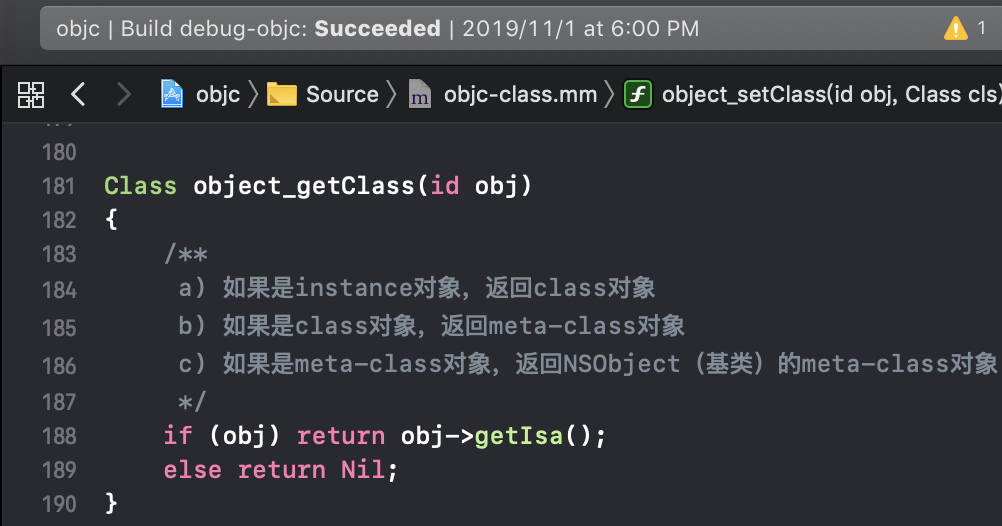 objc | Build debug-objc: Succeeded | 2019/11/1 at 6:00 PM 1
objc Source m objc-class.mm f object_setClass(id obj, Class cls)
180
181 Class object_getClass(id obj)
182 {
183 /**
184 a) 如果是instance对象，返回class对象
185 b) 如果是class对象，返回meta-class对象
186 c) 如果是meta-class对象，返回NSObject（基类）的meta-class对象
187 */
188 if (obj) return obj->getIsa();
189 else return Nil;
190 }